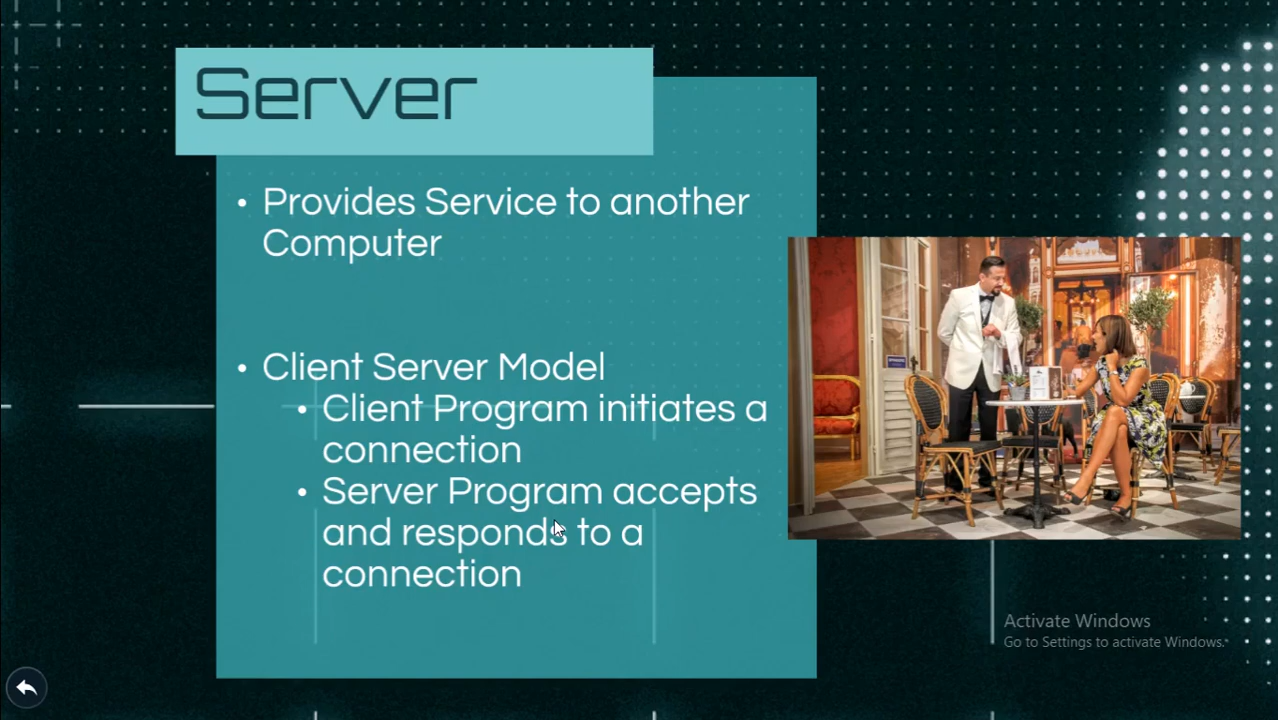 Server
• Provides Service to another
Computer
• Client Server Model
• Client Program initiates a
connection
• Server Program accepts
and responds to a
connection
Activate Windows
Go to Settings to activate Windows.